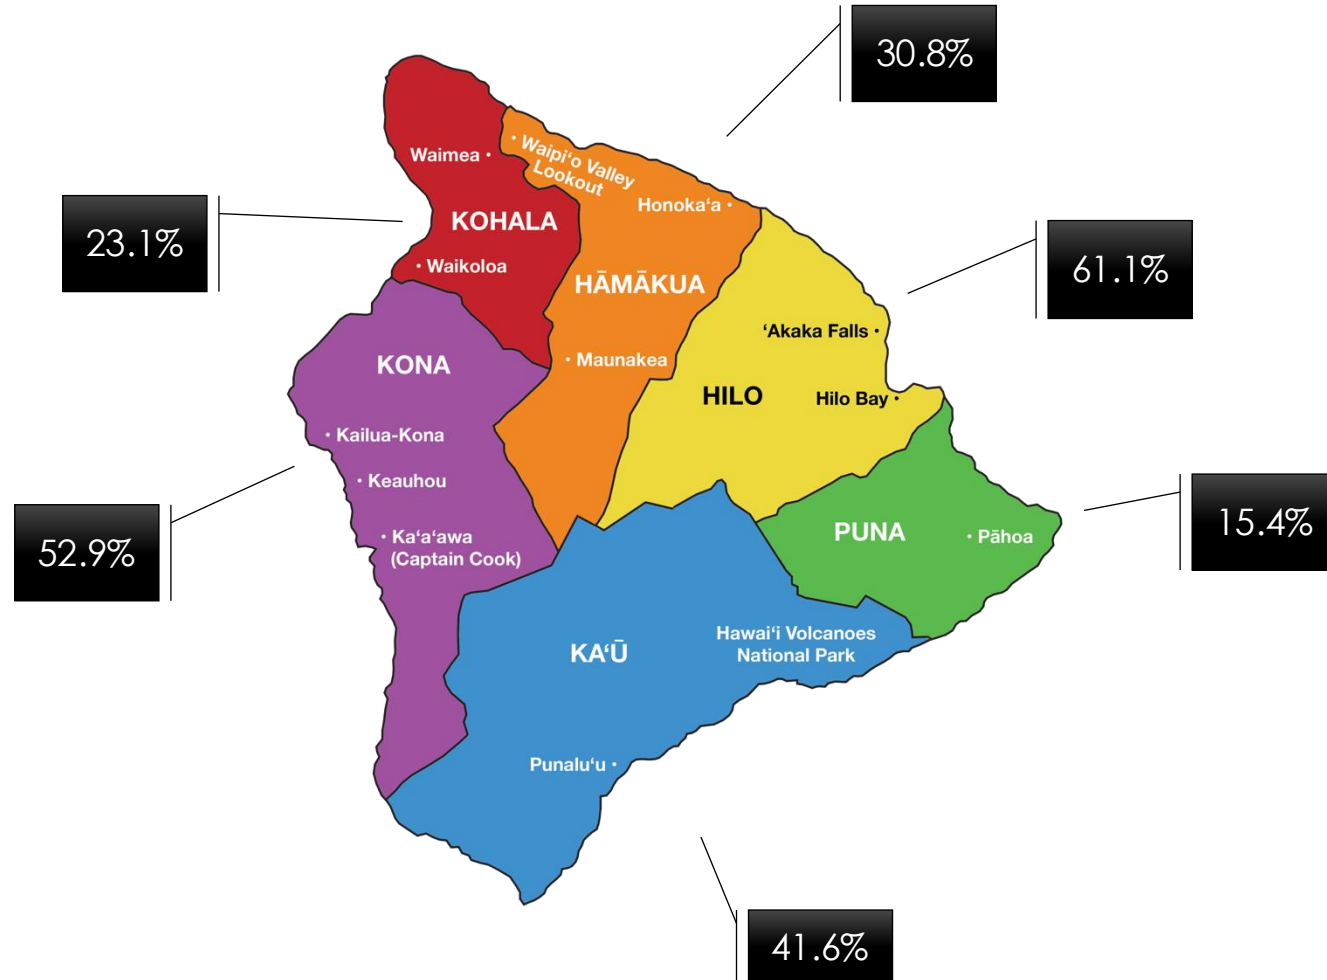 30.8%
Waimea
Waipi‘o Valley
Lookout
Honoka‘a
23.1%
KOHALA
61.1%
Waikoloa
HĀMĀKUA
‘Akaka Falls
Maunakea
KONA
HILO
Hilo Bay
Kailua-Kona
Keauhou
52.9%
Ka‘a‘awa
(Captain Cook)
PUNA
Pāhoa
15.4%
KA‘Ū
Hawai‘i Volcanoes
National Park
Punalu‘u
41.6%